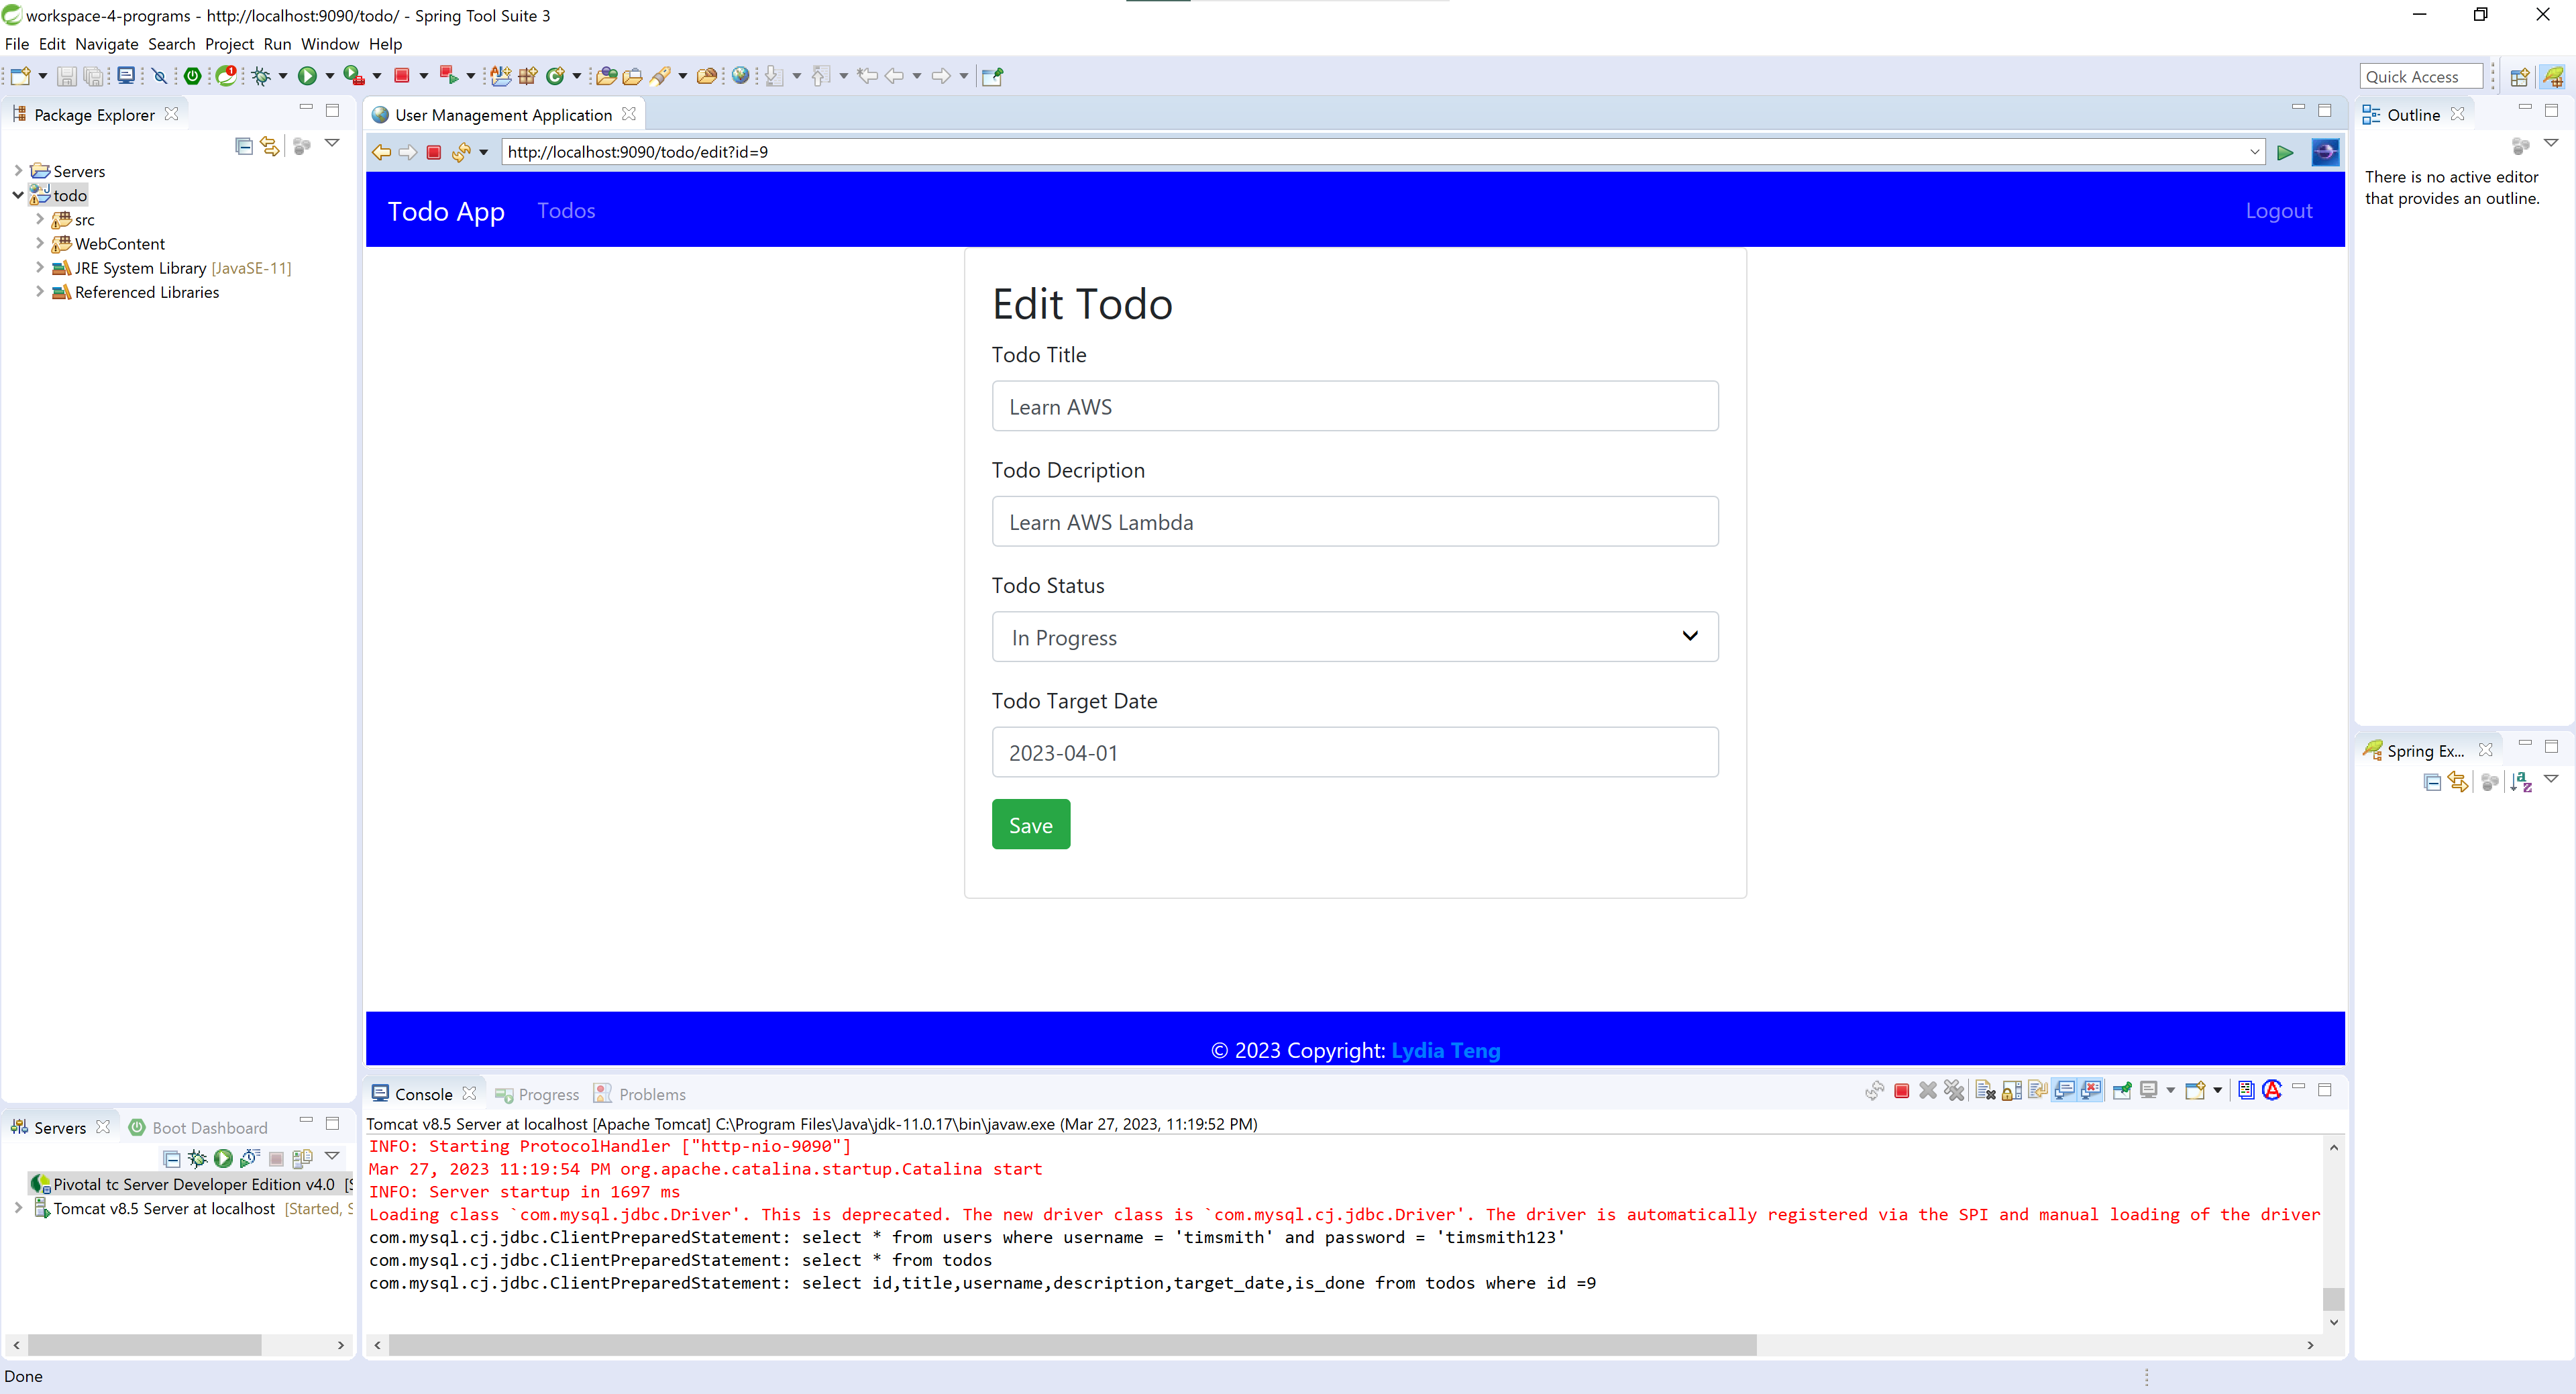 workspace-4-programs - http://localhost:9090/todo/ - Spring Tool Suite 3
File Edit Navigate Search Project Run Window Help
Quick Access
Package Explorer
Servers
todo
src
WebContent
JRE System Library [JavaSE-11]
Referenced Libraries
User Management Application
http://localhost:9090/todo/edit?id=9
Todo App Todos Logout
Edit Todo
Todo Title
Learn AWS
Todo Decription
Learn AWS Lambda
Todo Status
In Progress
Todo Target Date
2023-04-01
Save
© 2023 Copyright: Lydia Teng
Outline
There is no active editor
that provides an outline.
Spring Ex...
Servers Boot Dashboard
Pivotal tc Server Developer Edition v4.0 [S
Tomcat v8.5 Server at localhost [Started, S
Console Progress Problems
Tomcat v8.5 Server at localhost [Apache Tomcat] C:\Program Files\Java\jdk-11.0.17\bin\javaw.exe (Mar 27, 2023, 11:19:52 PM)
INFO: Starting ProtocolHandler ["http-nio-9090"]
Mar 27, 2023 11:19:54 PM org.apache.catalina.startup.Catalina start
INFO: Server startup in 1697 ms
Loading class `com.mysql.jdbc.Driver'. This is deprecated. The new driver class is `com.mysql.cj.jdbc.Driver'. The driver is automatically registered via the SPI and manual loading of the driver
com.mysql.cj.jdbc.ClientPreparedStatement: select * from users where username = 'timsmith' and password = 'timsmith123'
com.mysql.cj.jdbc.ClientPreparedStatement: select * from todos
com.mysql.cj.jdbc.ClientPreparedStatement: select id,title,username,description,target_date,is_done from todos where id =9
Done